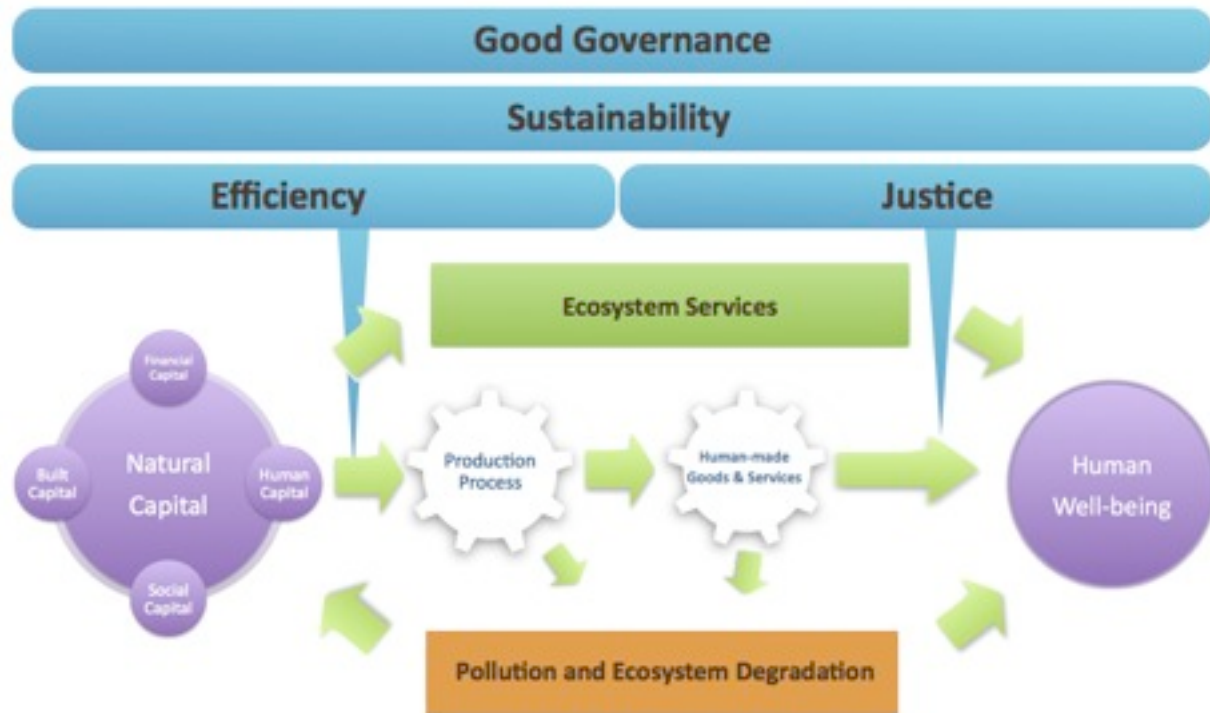 Good Governance
Sustainability
Efficiency
Justice
Ecosystem Services
Financial
Capital
Natural
Capital
Built
Capital
Human
Capital
Social
Capital
Production
Process
Human-made
Goods & Services
Human
Well-being
Pollution and Ecosystem Degradation